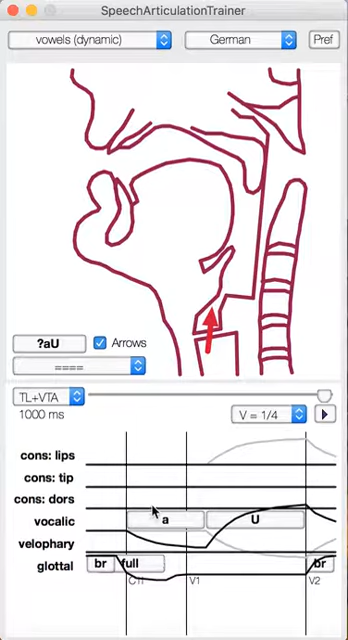 SpeechArticulationTrainer
vowels (dynamic) German Pref
?aU Arrows
====
TL+VTA
1000 ms V = 1/4
cons: lips
cons: tip
cons: dors
vocalic a U
velophary
glottal br full br
C11 V1 V2